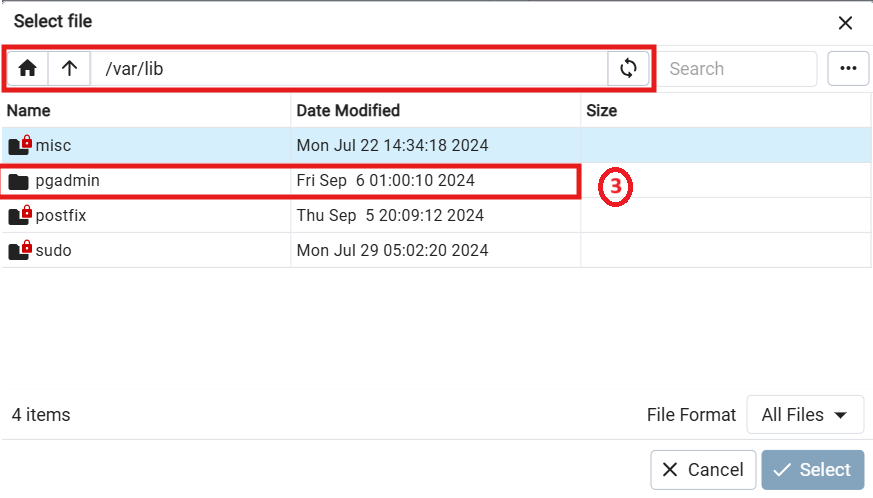 Select file
/var/lib
Search
Name Date Modified Size
misc Mon Jul 22 14:34:18 2024
pgadmin Fri Sep  6 01:00:10 2024
3
postfix Thu Sep  5 20:09:12 2024
sudo Mon Jul 29 05:02:20 2024
4 items File Format All Files
Cancel Select